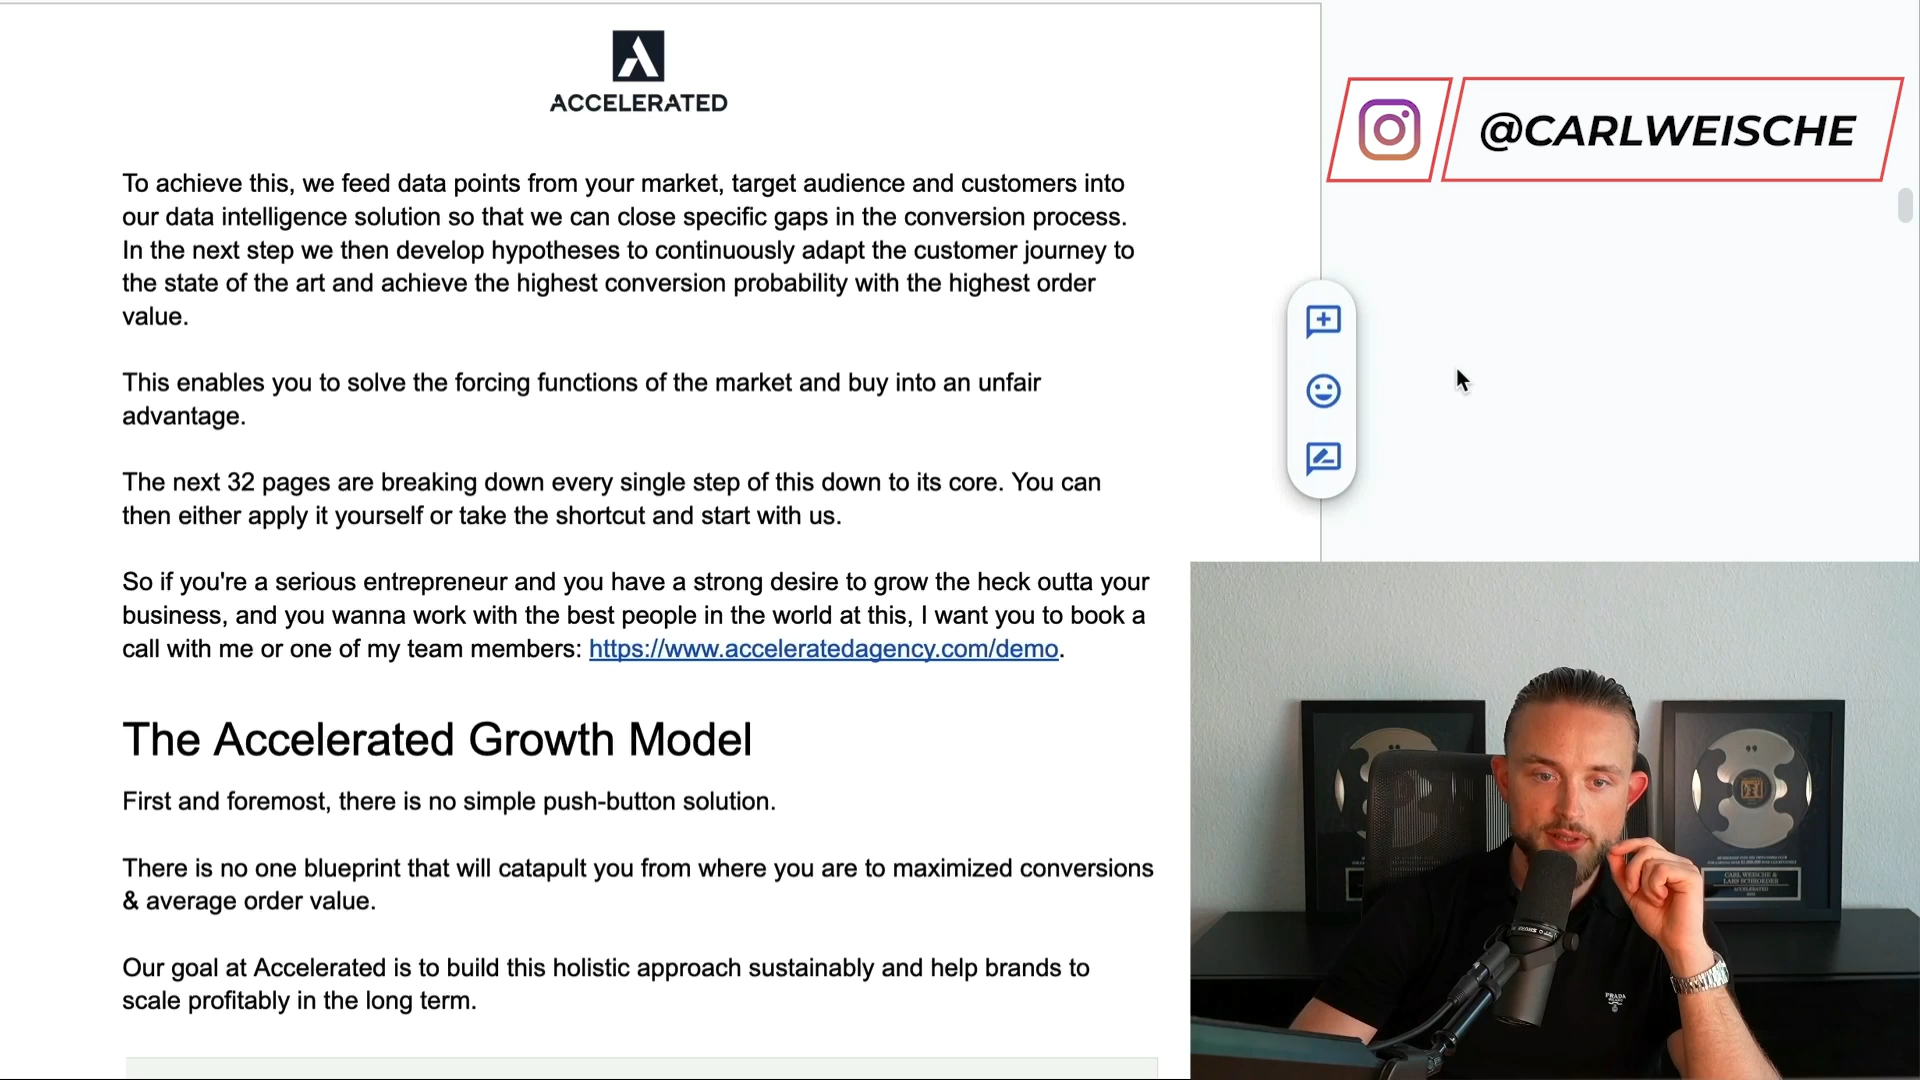 ACCELERATED
@CARLWEISCHE
To achieve this, we feed data points from your market, target audience and customers into
our data intelligence solution so that we can close specific gaps in the conversion process.
In the next step we then develop hypotheses to continuously adapt the customer journey to
the state of the art and achieve the highest conversion probability with the highest order
value.
This enables you to solve the forcing functions of the market and buy into an unfair
advantage.
The next 32 pages are breaking down every single step of this down to its core. You can
then either apply it yourself or take the shortcut and start with us.
So if you're a serious entrepreneur and you have a strong desire to grow the heck outta your
business, and you wanna work with the best people in the world at this, I want you to book a
call with me or one of my team members: https://www.acceleratedagency.com/demo.
The Accelerated Growth Model
First and foremost, there is no simple push-button solution.
There is no one blueprint that will catapult you from where you are to maximized conversions
& average order value.
Our goal at Accelerated is to build this holistic approach sustainably and help brands to
scale profitably in the long term.
CARL WEISCHE &
LARS SCHROEDER
ACCELERATED
SHURE
PRADA